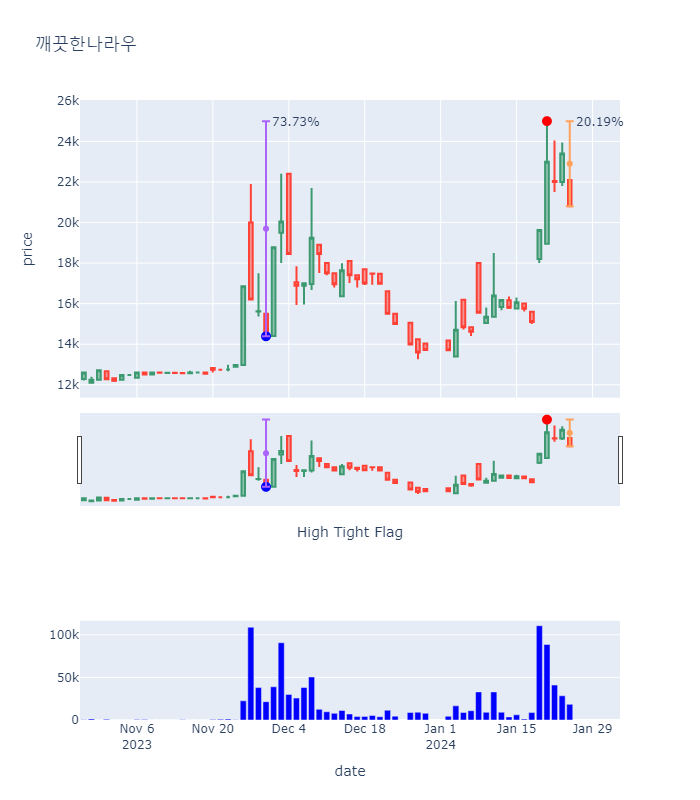 깨끗한나라우
26k
24k
22k
20k
18k
16k
14k
12k
price
73.73%
20.19%
High Tight Flag
100k
50k
0
Nov 6
2023
Nov 20
Dec 4
Dec 18
Jan 1
2024
Jan 15
Jan 29
date